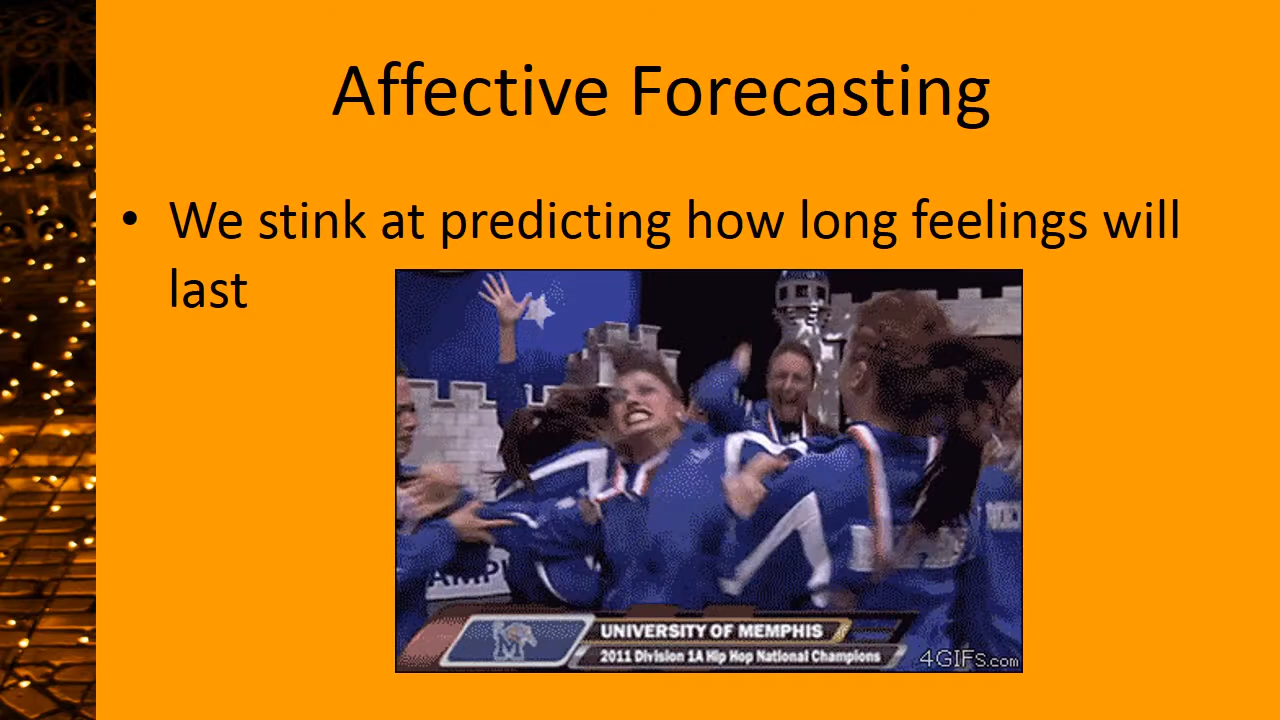 Affective Forecasting
• We stink at predicting how long feelings will
last
AMPI
UNIVERSITY OF MEMPHIS
M
2011 Division 1A Hip Hop National Champions
4GIFs.com